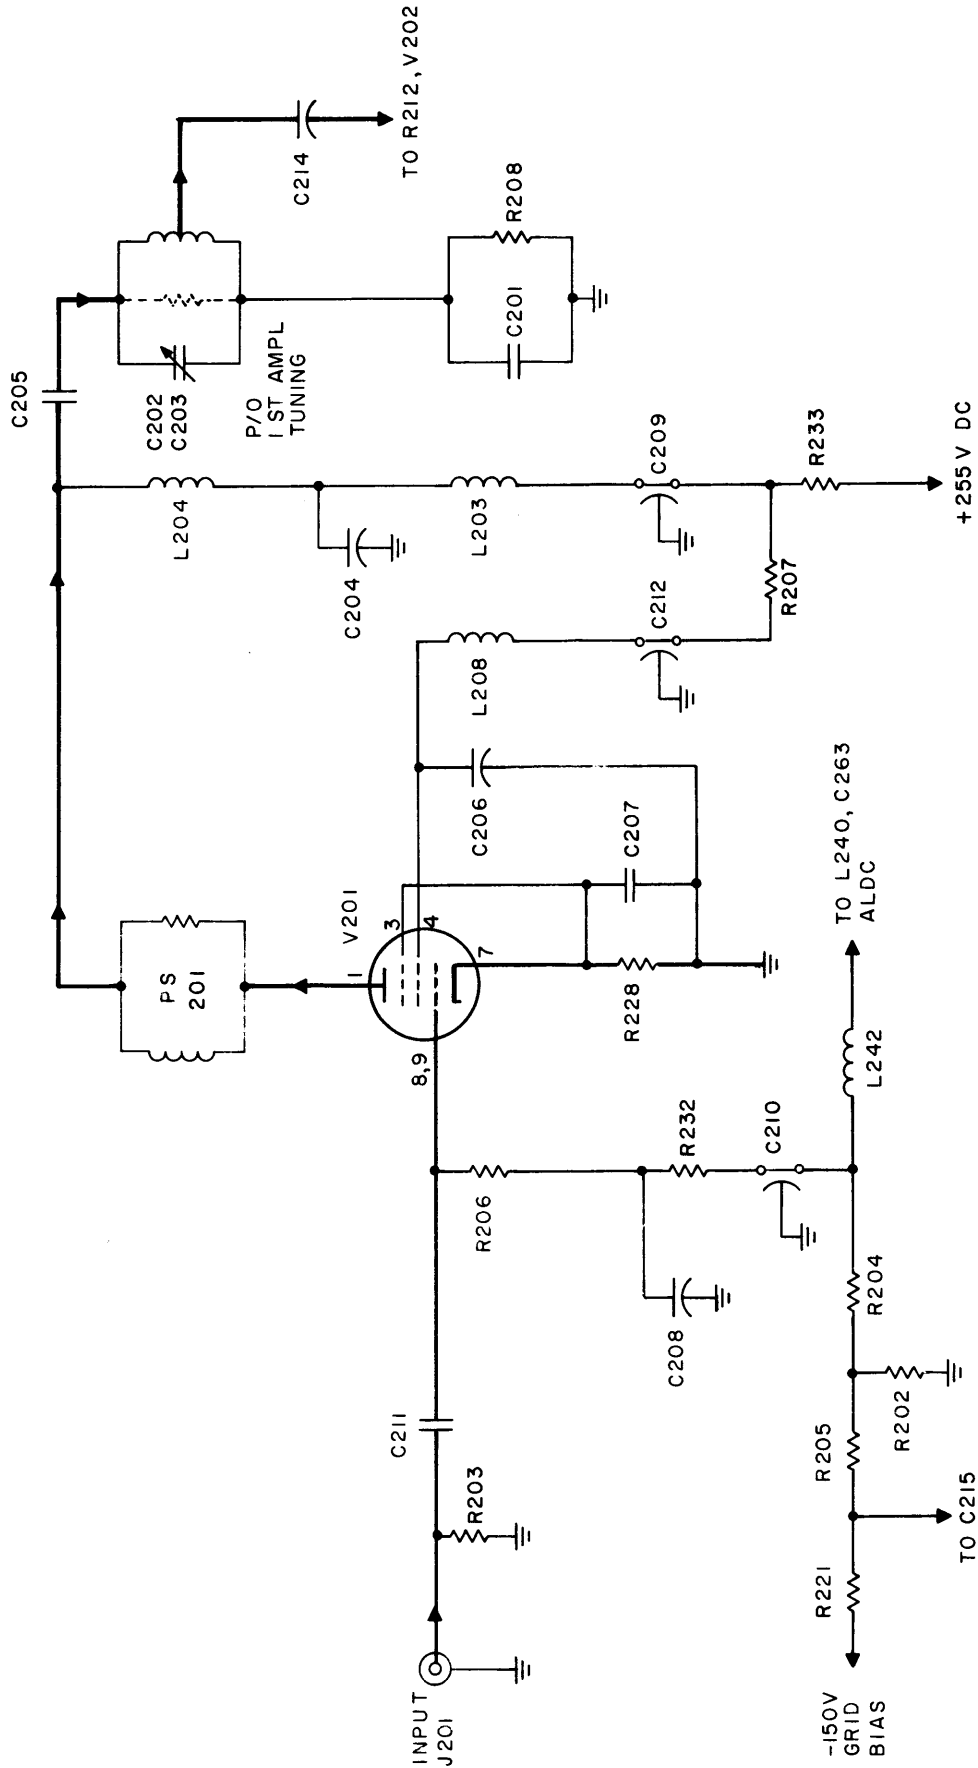 INPUT
J201
R203
C211
8,9
V201
1
3
4
7
PS
201
C205
L204
C204
L203
C209
C202
C203
P/O
1 ST AMPL
TUNING
C214
TO R212, V202
C201
R208
L208
C212
R207
R233
+255V DC
C206
C207
R228
R206
R232
C208
C210
L242
TO L240, C263
ALDC
R204
R202
R205
TO C215
R221
-150V
GRID
BIAS